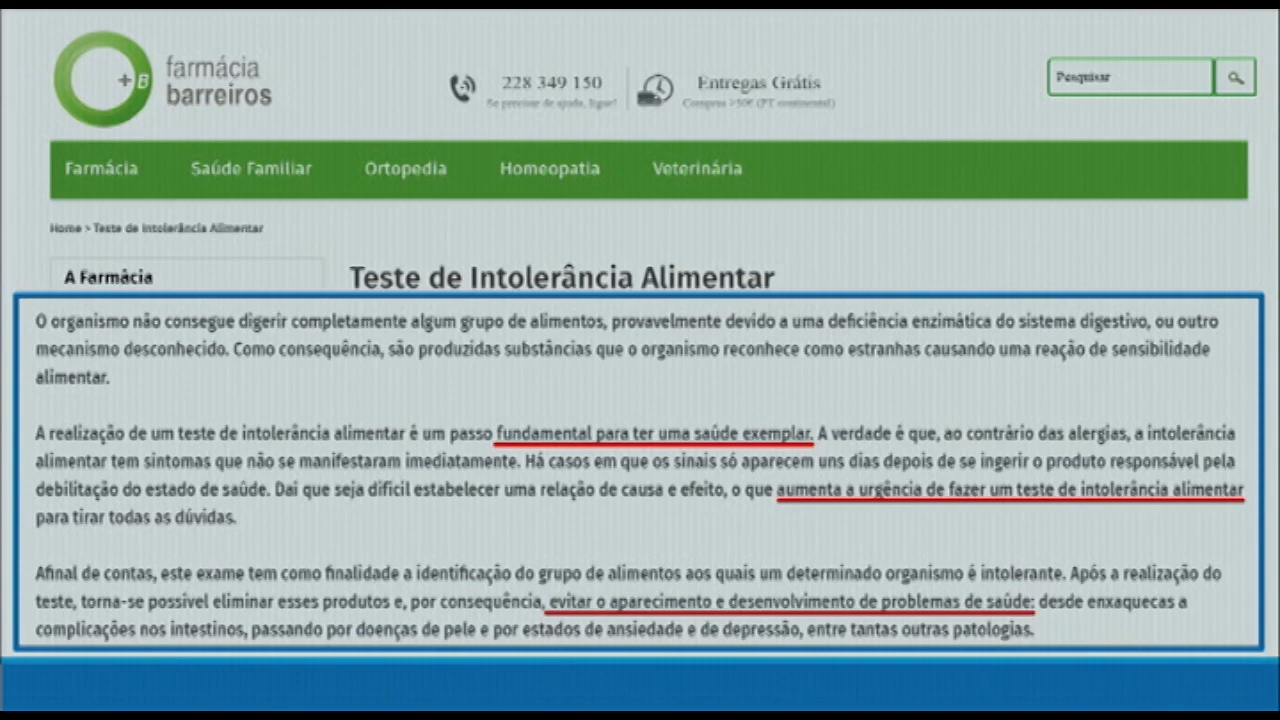 farmácia
barreiros
+B
228 349 150
Se precisar de ajuda, ligue!
Entregas Grátis
Compras >50€ (PT continental)
Pesquisar
Farmácia
Saúde Familiar
Ortopedia
Homeopatia
Veterinária
Home > Teste de Intolerância Alimentar
A Farmácia
Teste de Intolerância Alimentar
O organismo não consegue digerir completamente algum grupo de alimentos, provavelmente devido a uma deficiência enzimática do sistema digestivo, ou outro
mecanismo desconhecido. Como consequência, são produzidas substâncias que o organismo reconhece como estranhas causando uma reação de sensibilidade
alimentar.
A realização de um teste de intolerância alimentar é um passo fundamental para ter uma saúde exemplar. A verdade é que, ao contrário das alergias, a intolerância
alimentar tem sintomas que não se manifestaram imediatamente. Há casos em que os sinais só aparecem uns dias depois de se ingerir o produto responsável pela
debilitação do estado de saúde. Daí que seja difícil estabelecer uma relação de causa e efeito, o que aumenta a urgência de fazer um teste de intolerância alimentar
para tirar todas as dúvidas.
Afinal de contas, este exame tem como finalidade a identificação do grupo de alimentos aos quais um determinado organismo é intolerante. Após a realização do
teste, torna-se possível eliminar esses produtos e, por consequência, evitar o aparecimento e desenvolvimento de problemas de saúde: desde enxaquecas a
complicações nos intestinos, passando por doenças de pele e por estados de ansiedade e de depressão, entre tantas outras patologias.